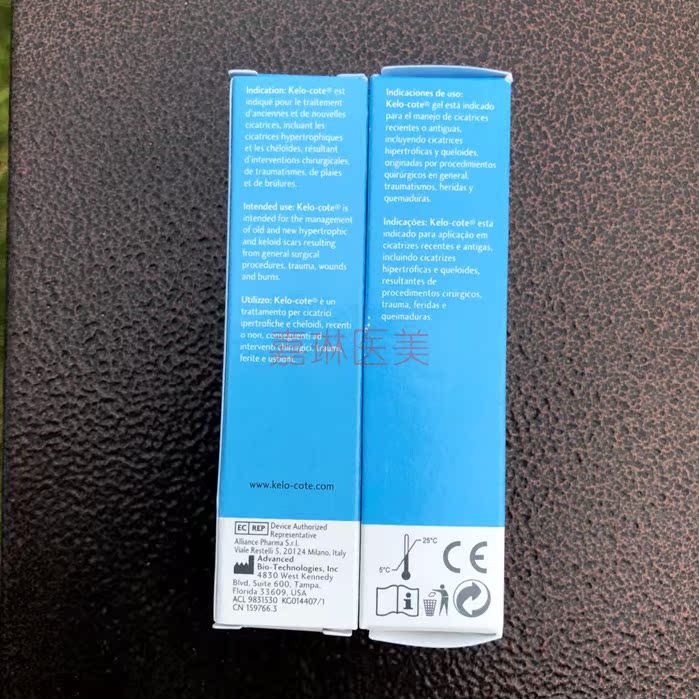 Indication: Kelo-cote® est
indiqué pour le traitement
d'anciennes et de nouvelles
cicatrices, incluant les
cicatrices hypertrophiques
et les chéloïdes, résultant
d'interventions chirurgicales,
de traumatismes, de plaies
et de brûlures.
Intended use: Kelo-cote® is
intended for the management
of old and new hypertrophic
and keloid scars resulting
from general surgical
procedures, trauma, wounds
and burns.
Utilizzo: Kelo-cote® è un
trattamento per cicatrici
ipertrofiche e cheloidi, recenti
o non, conseguenti ad
interventi chirurgici, traumi,
ferite e ustioni.
www.kelo-cote.com
EC REP Device Authorized
Representative
Alliance Pharma S.r.l.
Viale Restelli 5, 20124 Milano, Italy
Advanced
Bio-Technologies, Inc
4830 West Kennedy
Blvd, Suite 600, Tampa,
Florida 33609, USA
ACL 9831530 KG014407/1
CN 159766.3
Indicaciones de uso:
Kelo-cote® gel está indicado
para el manejo de cicatrices
recientes o antiguas,
incluyendo cicatrices
hipertróficas y queloides,
originadas por procedimientos
quirúrgicos en general,
traumatismos, heridas y
quemaduras.
Indicações: Kelo-cote® está
indicado para aplicação em
cicatrizes recentes e antigas,
incluindo cicatrizes
hipertróficas e queloides,
resultantes de
procedimentos cirúrgicos,
trauma, feridas e
queimaduras.
25°C
5°C
CE
嘉琳医美